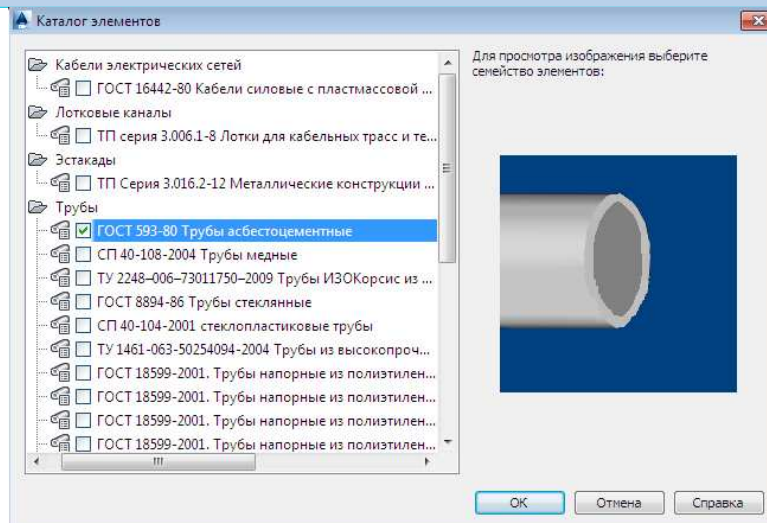 Каталог элементов
Кабели электрических сетей
ГОСТ 16442-80 Кабели силовые с пластмассовой ...
Лотковые каналы
ТП серия 3.006.1-8 Лотки для кабельных трасс и те...
Эстакады
ТП Серия 3.016.2-12 Металлические конструкции ...
Трубы
ГОСТ 593-80 Трубы асбестоцементные
СП 40-108-2004 Трубы медные
ТУ 2248–006–73011750–2009 Трубы ИЗОКорсис из ...
ГОСТ 8894-86 Трубы стеклянные
СП 40-104-2001 стеклопластиковые трубы
ТУ 1461-063-50254094-2004 Трубы из высокопроч...
ГОСТ 18599-2001. Трубы напорные из полиэтилен...
ГОСТ 18599-2001. Трубы напорные из полиэтилен...
ГОСТ 18599-2001. Трубы напорные из полиэтилен...
ГОСТ 18599-2001. Трубы напорные из полиэтилен...
Для просмотра изображения выберите
семейство элементов:
ОК
Отмена
Справка